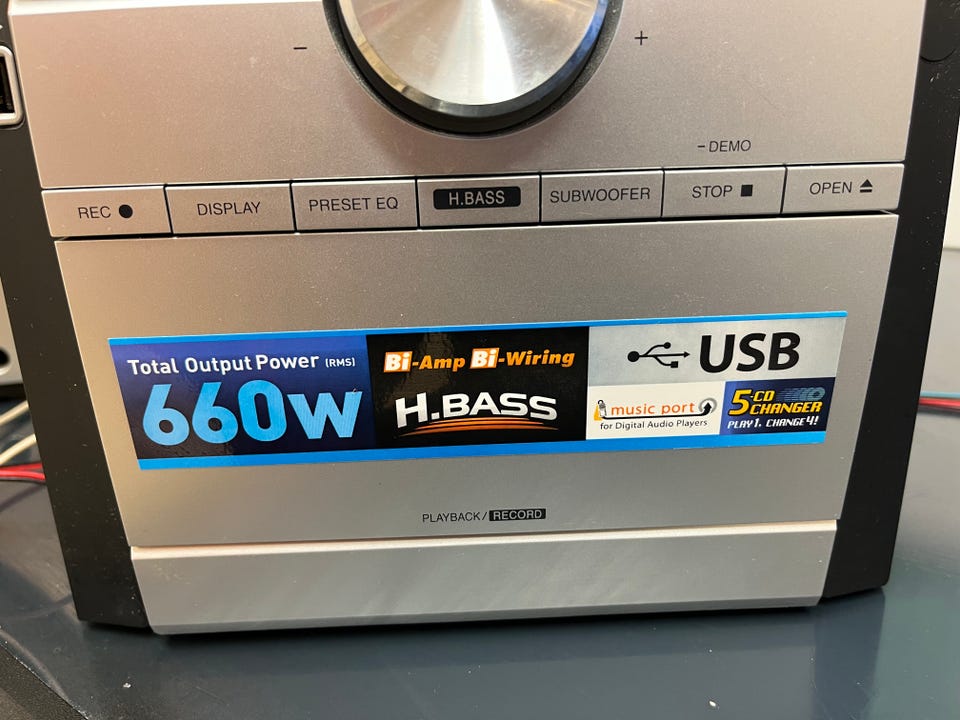 − +
− DEMO
REC ● DISPLAY PRESET EQ H.BASS SUBWOOFER STOP ■ OPEN ⏏
Total Output Power (RMS)
660W
Bi-Amp Bi-Wiring
H.BASS
USB
music port
for Digital Audio Players
5-CD
CHANGER
PLAY 1. CHANGE 4!
PLAYBACK/RECORD